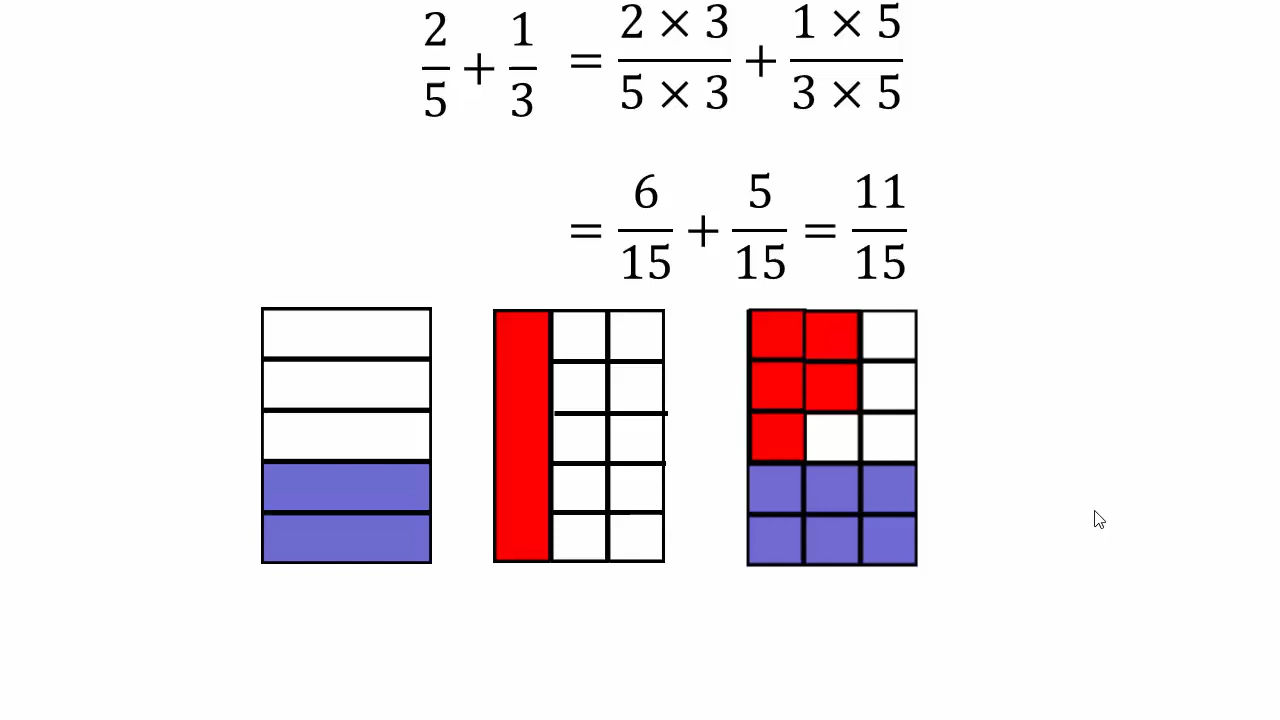 2/5 + 1/3 = 2 × 3/5 × 3 + 1 × 5/3 × 5
= 6/15 + 5/15 = 11/15